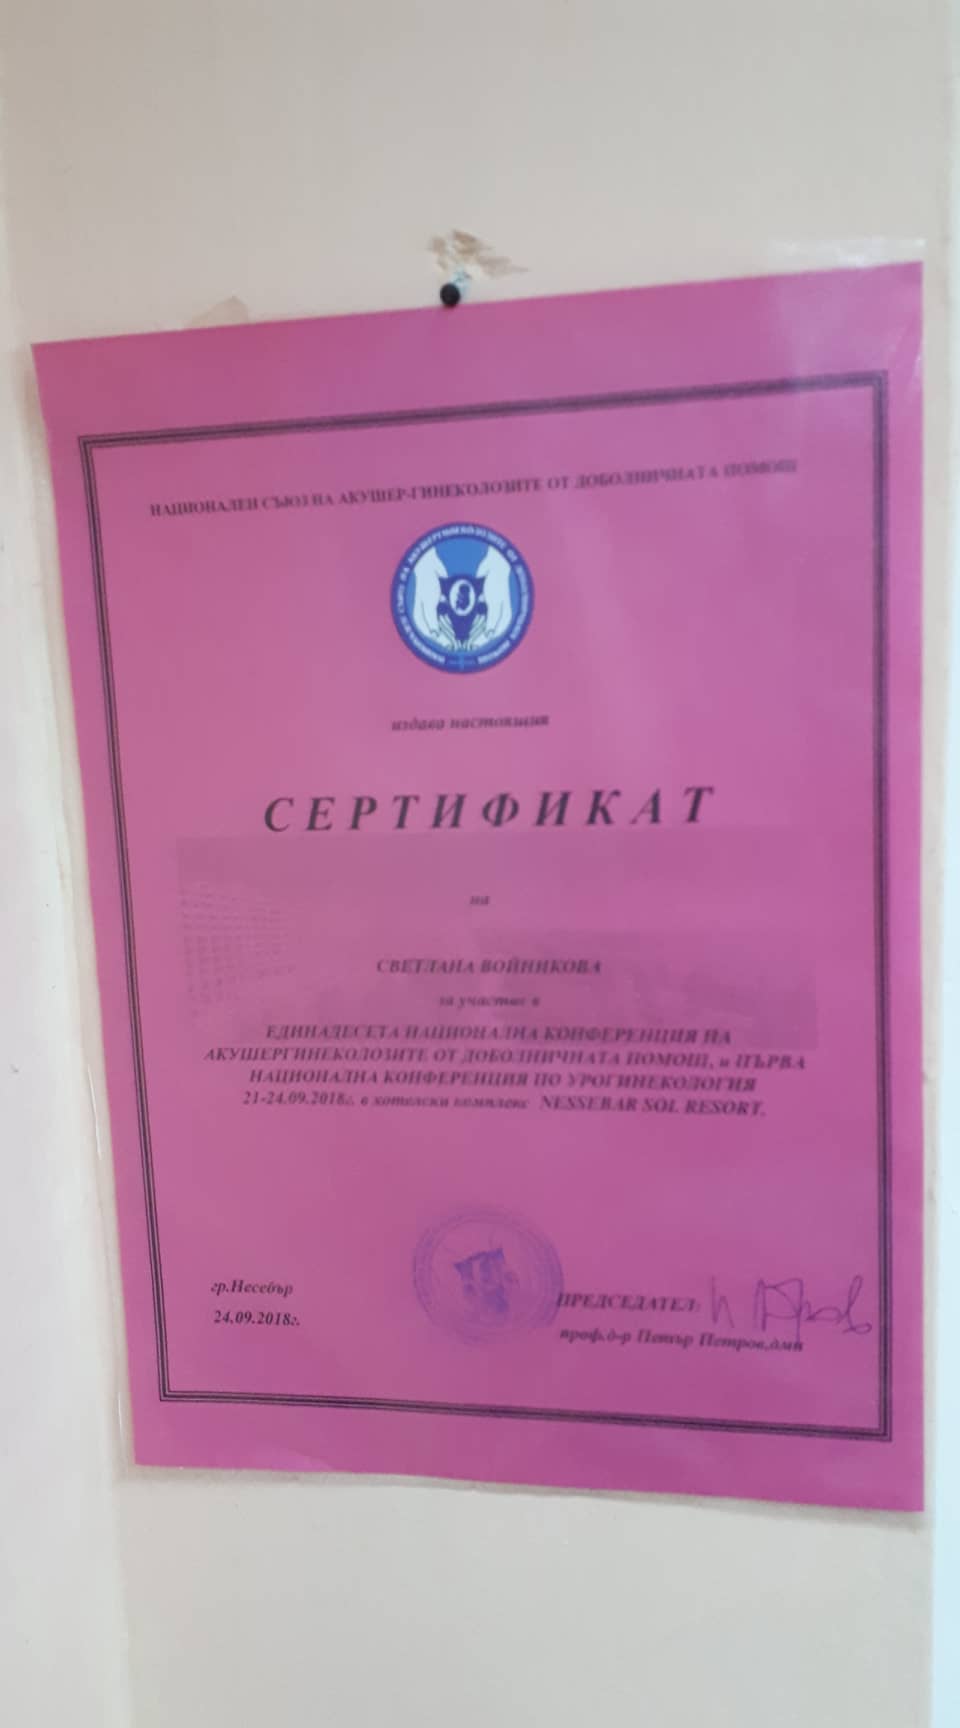 НАЦИОНАЛЕН СЪЮЗ НА АКУШЕР-ГИНЕКОЛОЗИТЕ ОТ ДОБОЛНИЧНАТА ПОМОЩ
издава настоящия
СЕРТИФИКАТ
на
СВЕТЛАНА ВОЙНИКОВА
за участие в
ЕДИНАДЕСЕТА НАЦИОНАЛНА КОНФЕРЕНЦИЯ НА
АКУШЕРГИНЕКОЛОЗИТЕ ОТ ДОБОЛНИЧНАТА ПОМОЩ, и ПЪРВА
НАЦИОНАЛНА КОНФЕРЕНЦИЯ ПО УРОГИНЕКОЛОГИЯ
21-24.09.2018г. в хотелски комплекс NESSEBAR SOL RESORT.
гр.Несебър
24.09.2018г.
ПРЕДСЕДАТЕЛ:
проф.д-р Петър Петров,дмн